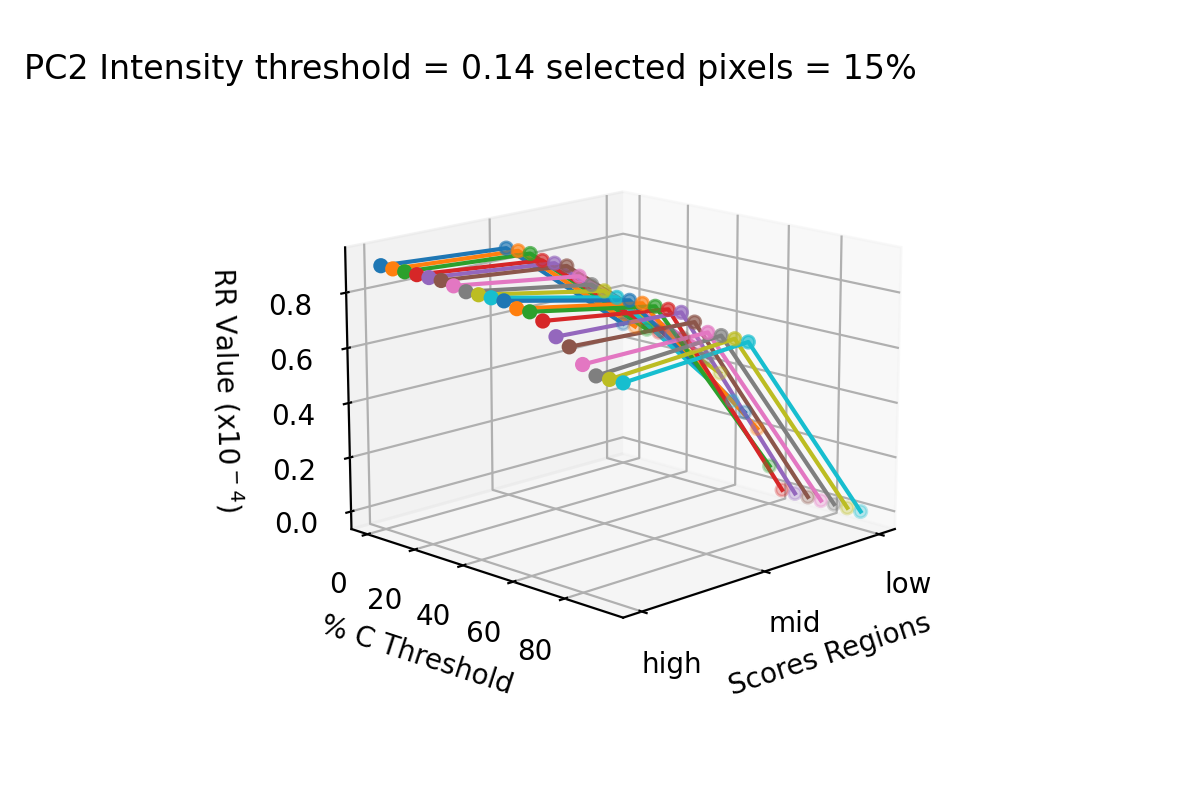 PC2 Intensity threshold = 0.14 selected pixels = 15%
RR Value (x10⁻⁴)
0.8
0.6
0.4
0.2
0.0
0
20
40
60
80
% C Threshold
high
mid
low
Scores Regions